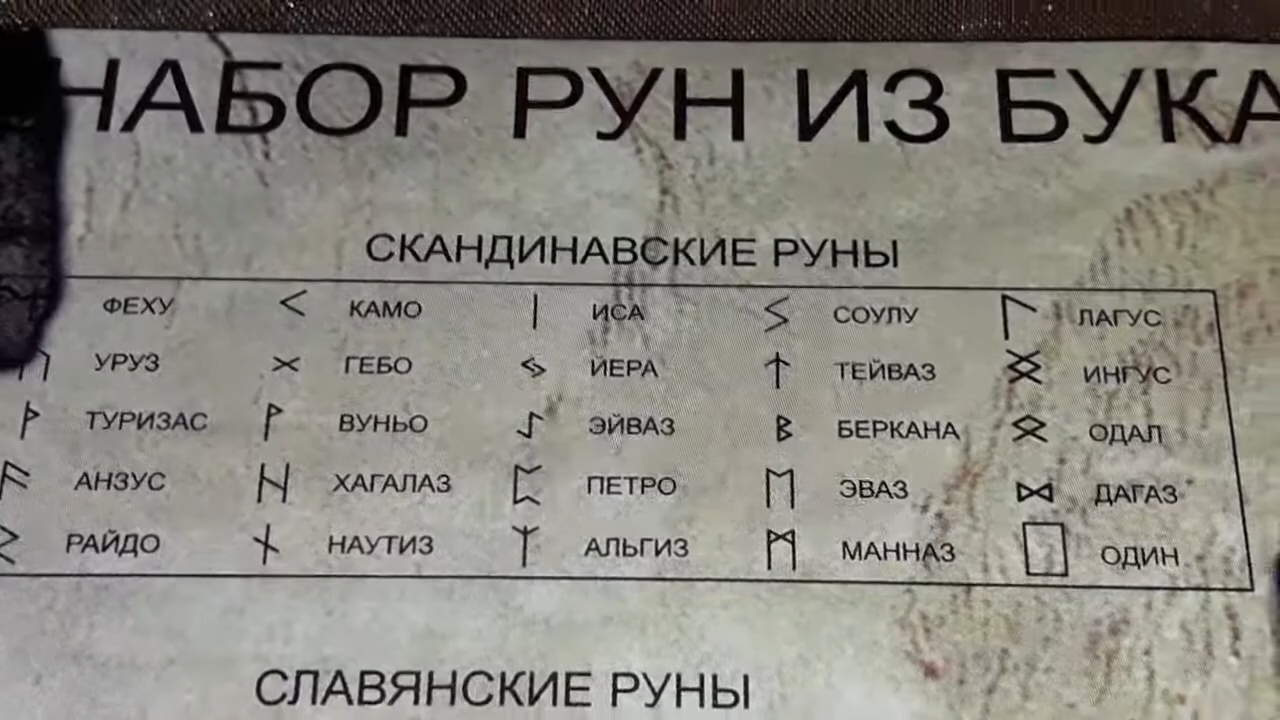 НАБОР РУН ИЗ БУКА
СКАНДИНАВСКИЕ РУНЫ
ФЕХУ ᚲ КАМО ᛁ ИСА ᛊ СОУЛУ ᛚ ЛАГУС
ᚢ УРУЗ ᚷ ГЕБО ᛃ ЙЕРА ᛏ ТЕЙВАЗ ᛝ ИНГУС
ᚦ ТУРИЗАС ᚹ ВУНЬО ᛇ ЭЙВАЗ ᛒ БЕРКАНА ᛟ ОДАЛ
ᚨ АНЗУС ᚺ ХАГАЛАЗ ᛈ ПЕТРО ᛖ ЭВАЗ ᛞ ДАГАЗ
ᚱ РАЙДО ᚾ НАУТИЗ ᛉ АЛЬГИЗ ᛗ МАННАЗ ОДИН
СЛАВЯНСКИЕ РУНЫ